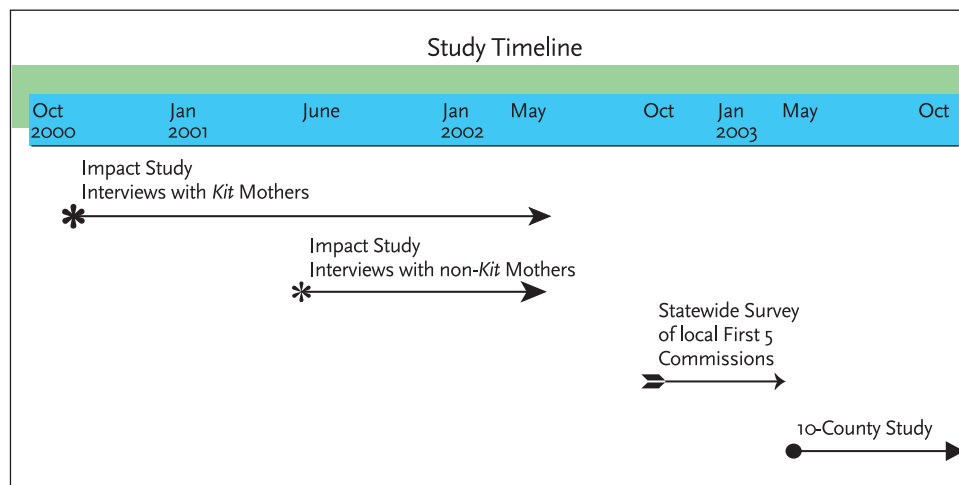 Study Timeline
Oct Jan June Jan May Oct Jan May Oct
2000 2001 2002 2003
Impact Study
Interviews with Kit Mothers
Impact Study
Interviews with non-Kit Mothers
Statewide Survey
of local First 5
Commissions
10-County Study